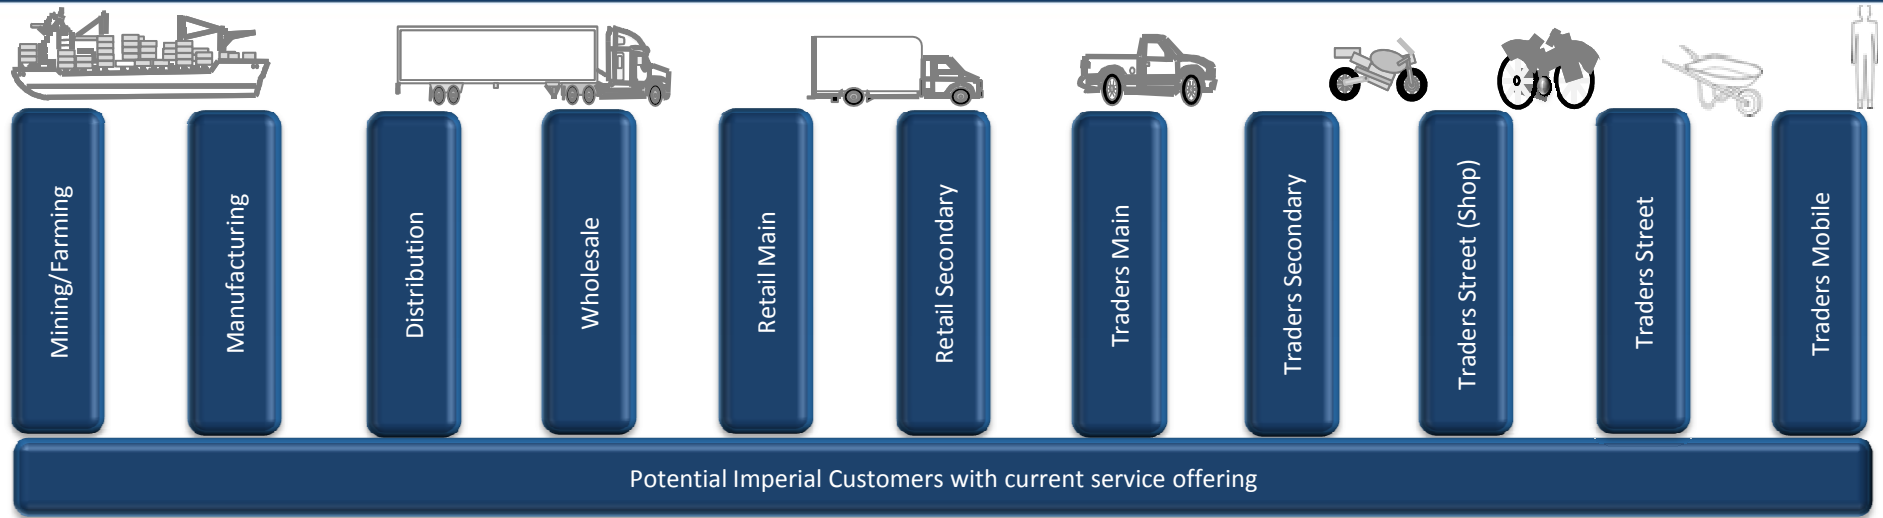 Mining/Farming
Manufacturing
Distribution
Wholesale
Retail Main
Retail Secondary
Traders Main
Traders Secondary
Traders Street (Shop)
Traders Street
Traders Mobile
Potential Imperial Customers with current service offering